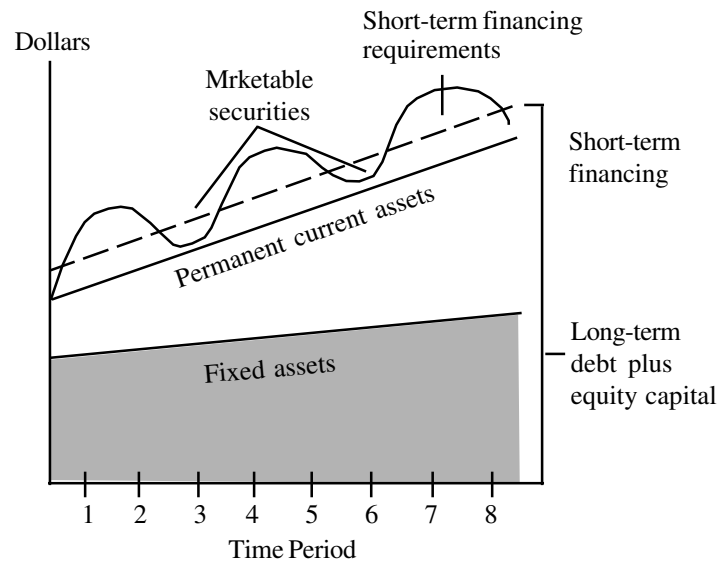 Short-term financing
requirements
Dollars
Mrketable
securities
Short-term
financing
Permanent current assets
Long-term
debt plus
equity capital
Fixed assets
1 2 3 4 5 6 7 8
Time Period